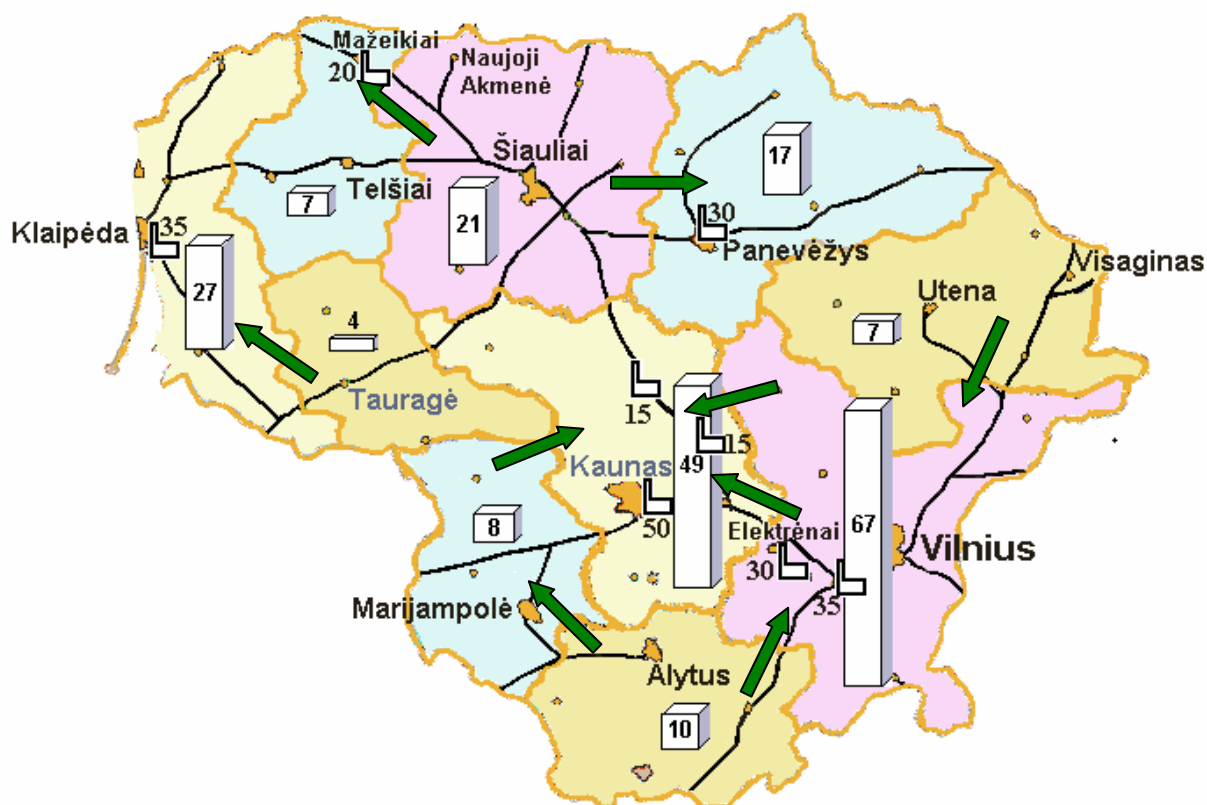 Mažeikiai
20
Naujoji
Akmenė
17
Šiauliai
Telšiai
7
21
30
35
Klaipėda
Panevėžys
Visaginas
27
Utena
4
7
Tauragė
15
15
49
Kaunas
50
8
67
Elektrėnai
Vilnius
30
35
Marijampolė
Alytus
10